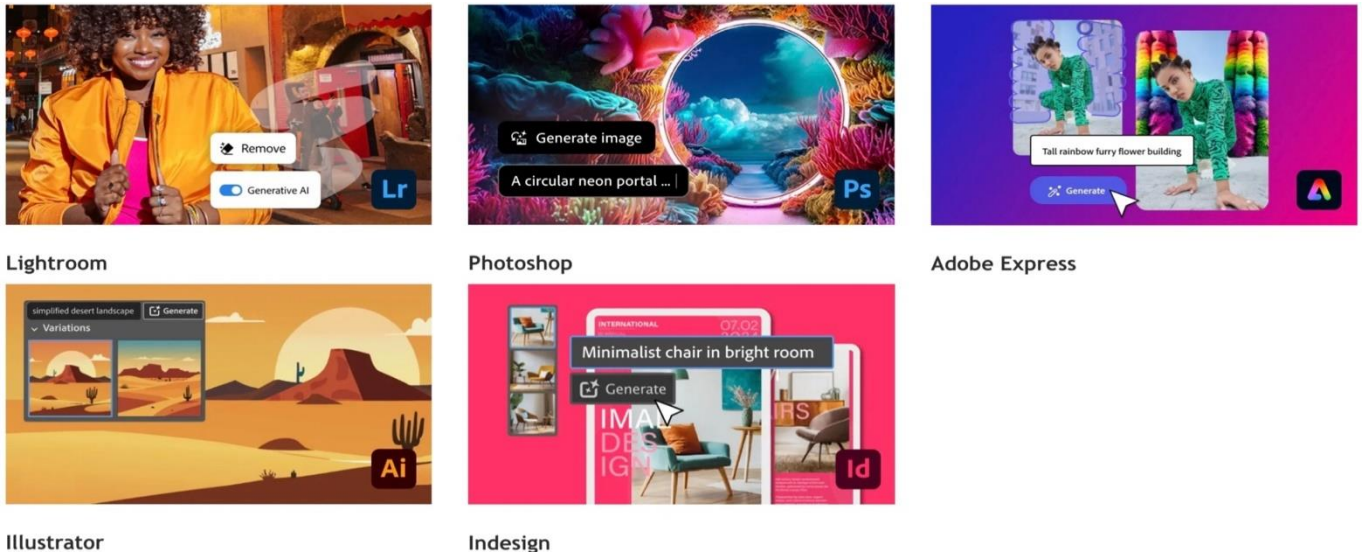 Remove
Generative AI
Lr
Generate image
A circular neon portal ...
Ps
Tall rainbow furry flower building
Generate
Lightroom
Photoshop
Adobe Express
simplified desert landscape
Generate
Variations
Ai
INTERNATIONAL
07.02
Minimalist chair in bright room
Generate
DES
IGN
Id
Illustrator
Indesign